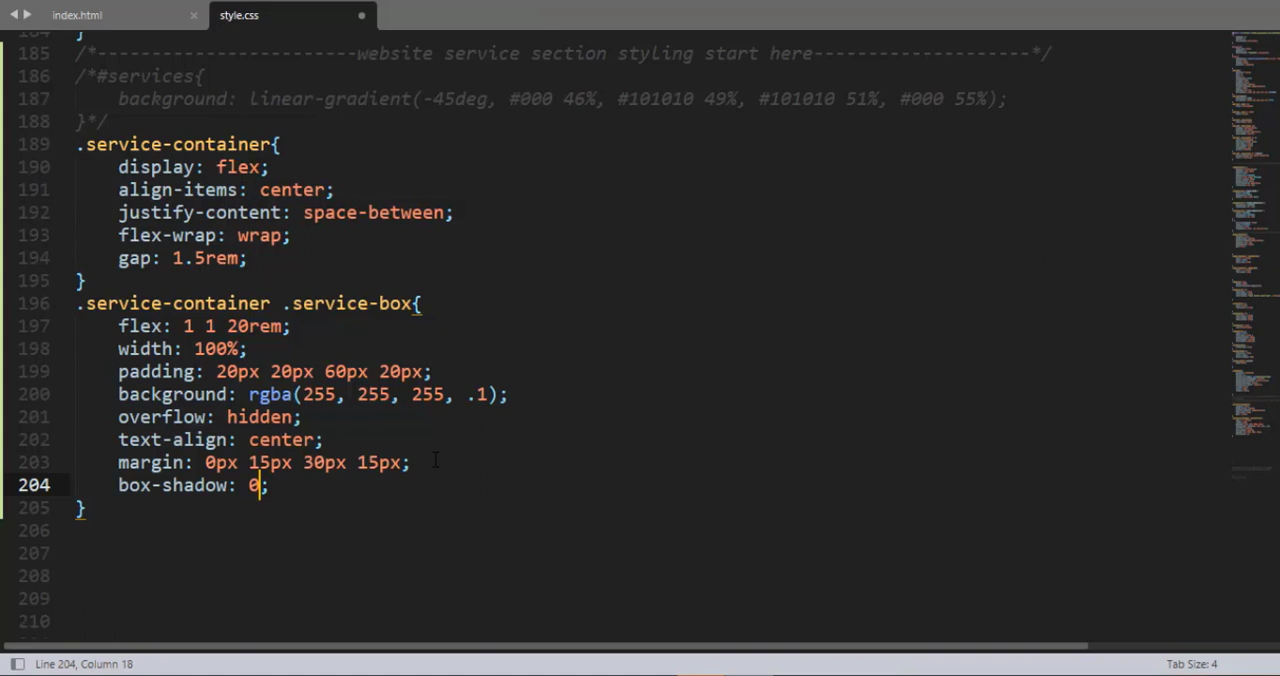 index.html × style.css
184 }
185 /*------------------------website service section styling start here--------------------*/
186 /*#services{
187 background: linear-gradient(-45deg, #000 46%, #101010 49%, #101010 51%, #000 55%);
188 }*/
189 .service-container{
190 display: flex;
191 align-items: center;
192 justify-content: space-between;
193 flex-wrap: wrap;
194 gap: 1.5rem;
195 }
196 .service-container .service-box{
197 flex: 1 1 20rem;
198 width: 100%;
199 padding: 20px 20px 60px 20px;
200 background: rgba(255, 255, 255, .1);
201 overflow: hidden;
202 text-align: center;
203 margin: 0px 15px 30px 15px;
204 box-shadow: 0;
205 }
206
207
208
209
210
Line 204, Column 18 Tab Size: 4